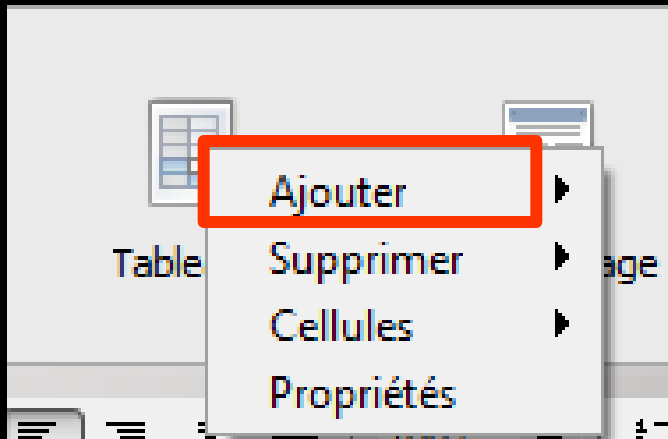 Ajouter
Table
Supprimer
age
Cellules
Propriétés